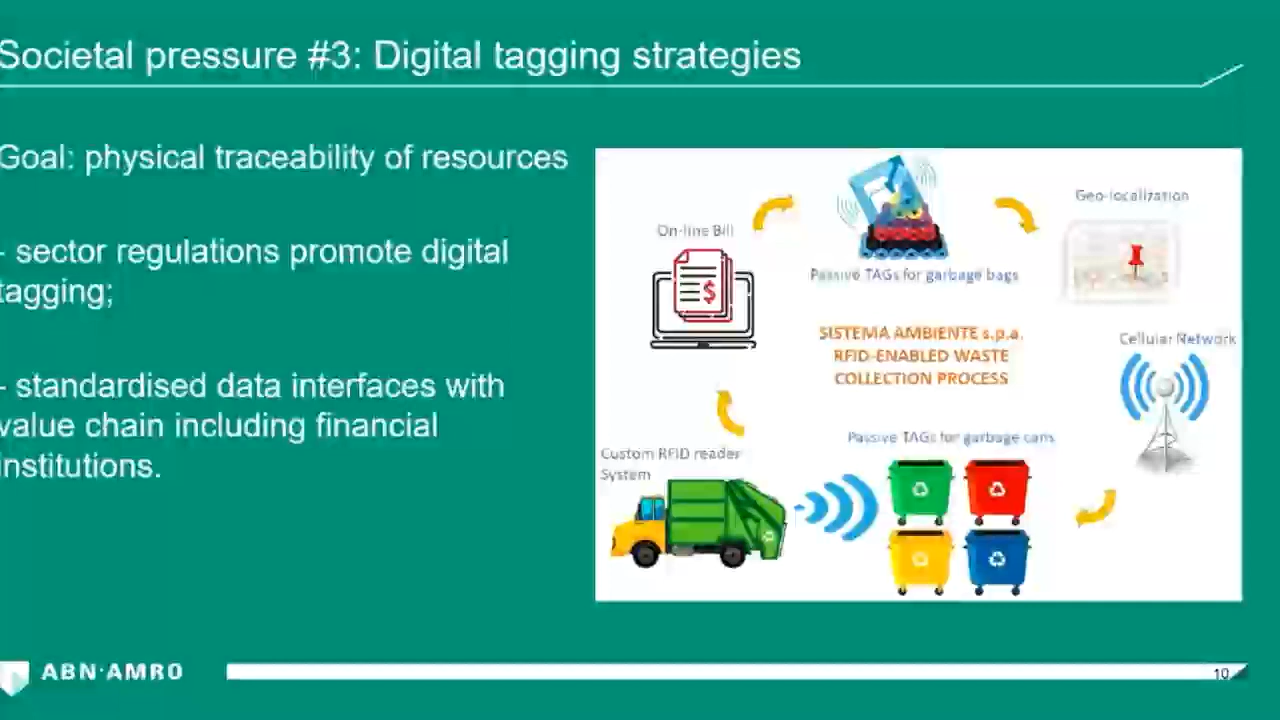 Societal pressure #3: Digital tagging strategies
Goal: physical traceability of resources
- sector regulations promote digital
tagging;
- standardised data interfaces with
value chain including financial
institutions.
On-line Bill
$
Passive TAGs for garbage bags
Geo-localization
SISTEMA AMBIENTE s.p.a.
RFID-ENABLED WASTE
COLLECTION PROCESS
Cellular Network
Custom RFID reader
System
Passive TAGs for garbage cans
ABN·AMRO
10